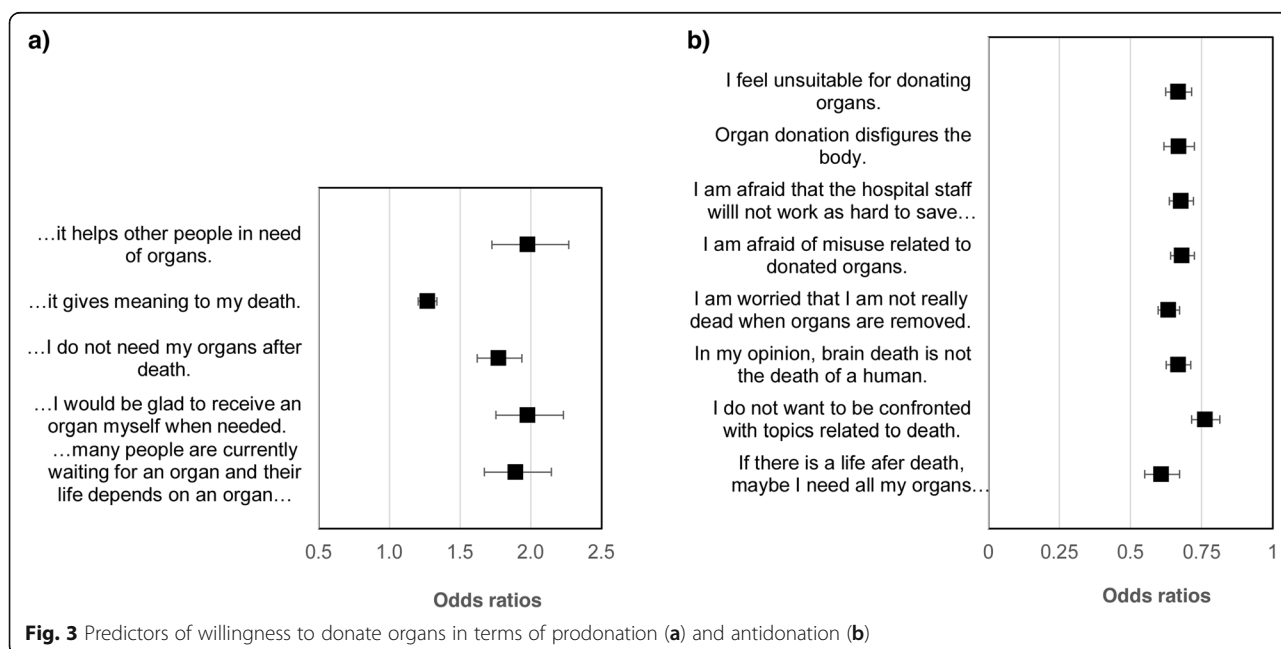 a)
…it helps other people in need
of organs.
…it gives meaning to my death.
…I do not need my organs after
death.
…I would be glad to receive an
organ myself when needed.
…many people are currently
waiting for an organ and their
life depends on an organ…
0.5 1.0 1.5 2.0 2.5
Odds ratios
b)
I feel unsuitable for donating
organs.
Organ donation disfigures the
body.
I am afraid that the hospital staff
willl not work as hard to save…
I am afraid of misuse related to
donated organs.
I am worried that I am not really
dead when organs are removed.
In my opinion, brain death is not
the death of a human.
I do not want to be confronted
with topics related to death.
If there is a life afer death,
maybe I need all my organs…
0 0.25 0.5 0.75 1
Odds ratios
Fig. 3 Predictors of willingness to donate organs in terms of prodonation (a) and antidonation (b)